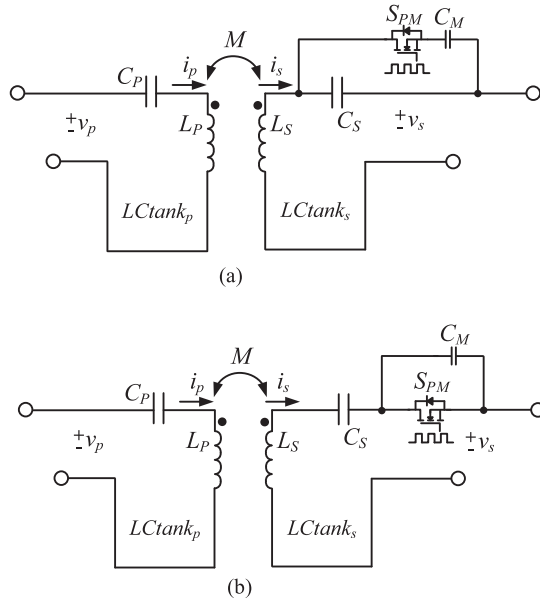 S_PM C_M
M
C_P i_p i_s
±v_p L_P L_S C_S ±v_s
LCtank_p LCtank_s
(a)
C_M
M
C_P i_p i_s S_PM
±v_p L_P L_S C_S ±v_s
LCtank_p LCtank_s
(b)